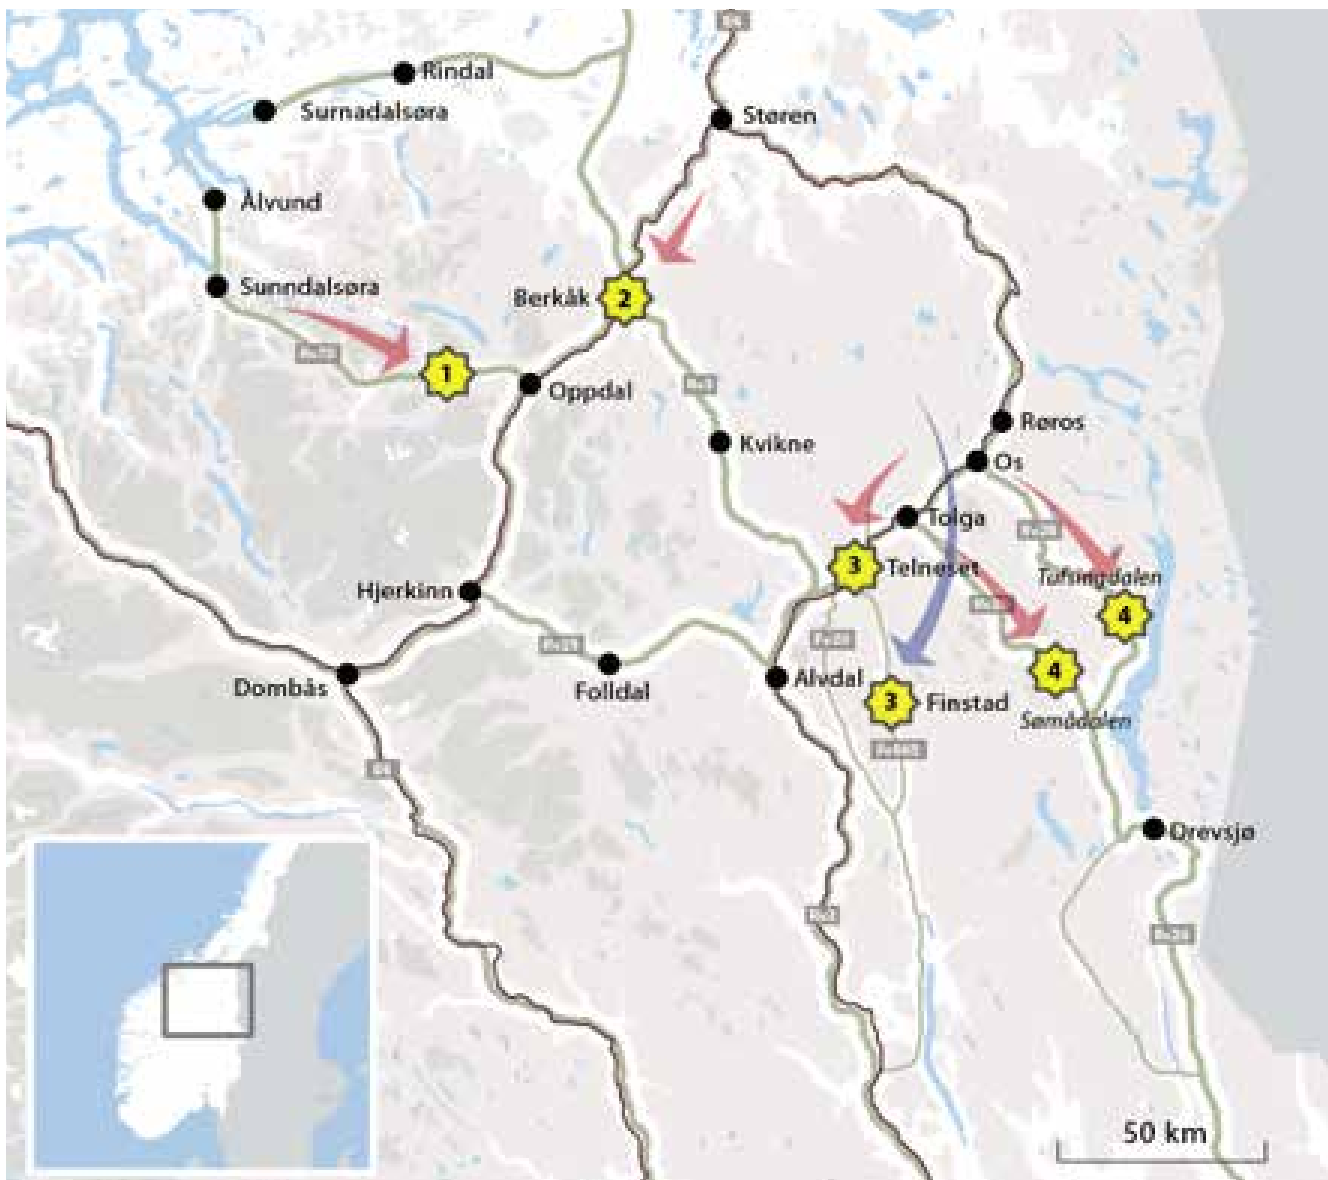 Rindal
Surnadalsøra
Støren
Ålvund
Sunndalsøra
Berkåk
2
1
Oppdal
Kvikne
Røros
Os
Tolga
3
Telneset
Tufsingdalen
4
Hjerkinn
4
Dombås
Folldal
Alvdal
3
Finstad
Sømådalen
Drevsjø
50 km